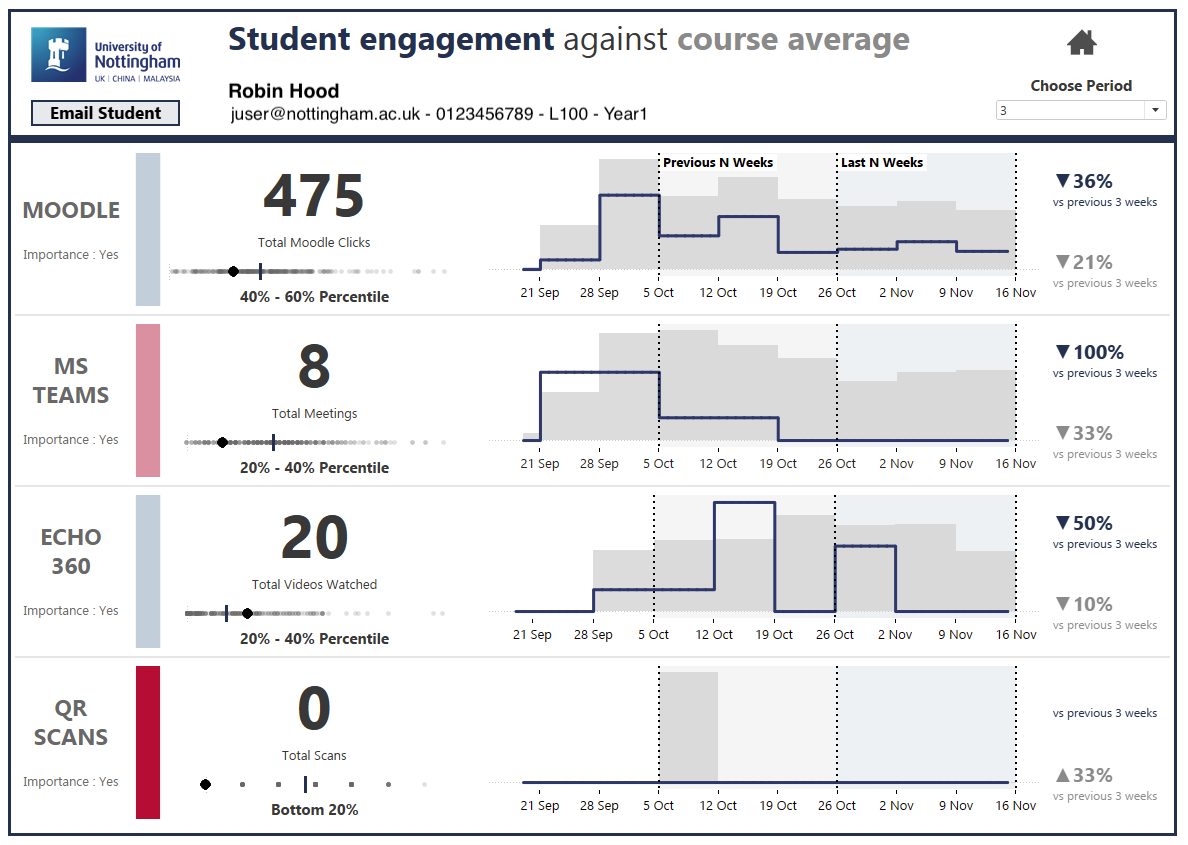 University of
Nottingham
UK | CHINA | MALAYSIA
Email Student
Student engagement against course average
Robin Hood
juser@nottingham.ac.uk - 0123456789 - L100 - Year1
Choose Period
3
MOODLE
Importance : Yes
475
Total Moodle Clicks
40% - 60% Percentile
Previous N Weeks
Last N Weeks
21 Sep 28 Sep 5 Oct 12 Oct 19 Oct 26 Oct 2 Nov 9 Nov 16 Nov
▼36%
vs previous 3 weeks
▼21%
vs previous 3 weeks
MS
TEAMS
Importance : Yes
8
Total Meetings
20% - 40% Percentile
21 Sep 28 Sep 5 Oct 12 Oct 19 Oct 26 Oct 2 Nov 9 Nov 16 Nov
▼100%
vs previous 3 weeks
▼33%
vs previous 3 weeks
ECHO
360
Importance : Yes
20
Total Videos Watched
20% - 40% Percentile
21 Sep 28 Sep 5 Oct 12 Oct 19 Oct 26 Oct 2 Nov 9 Nov 16 Nov
▼50%
vs previous 3 weeks
▼10%
vs previous 3 weeks
QR
SCANS
Importance : Yes
0
Total Scans
Bottom 20%
21 Sep 28 Sep 5 Oct 12 Oct 19 Oct 26 Oct 2 Nov 9 Nov 16 Nov
vs previous 3 weeks
▲33%
vs previous 3 weeks